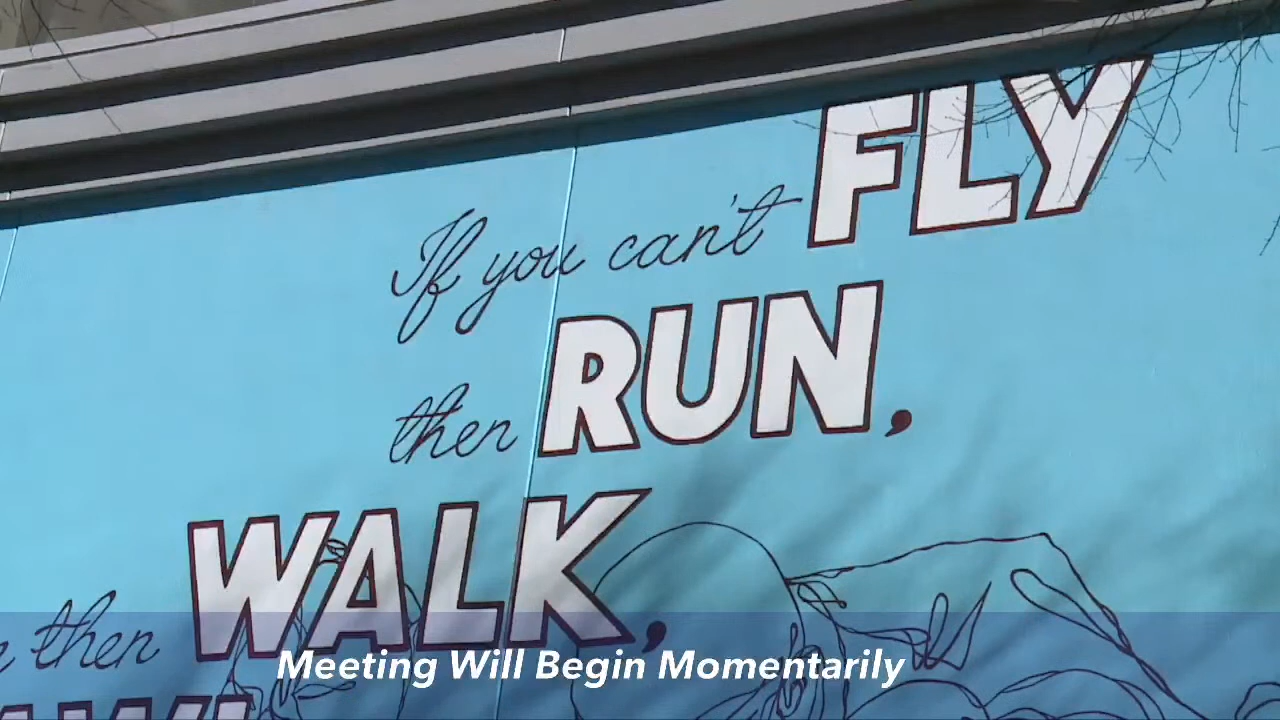 If you can't FLY
then RUN,
then WALK,
Meeting Will Begin Momentarily